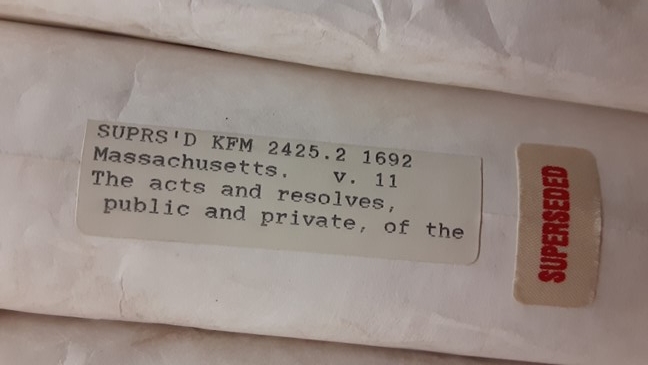 SUPRS'D KFM 2425.2 1692
Massachusetts. v. 11
The acts and resolves,
public and private, of the
SUPERSEDED